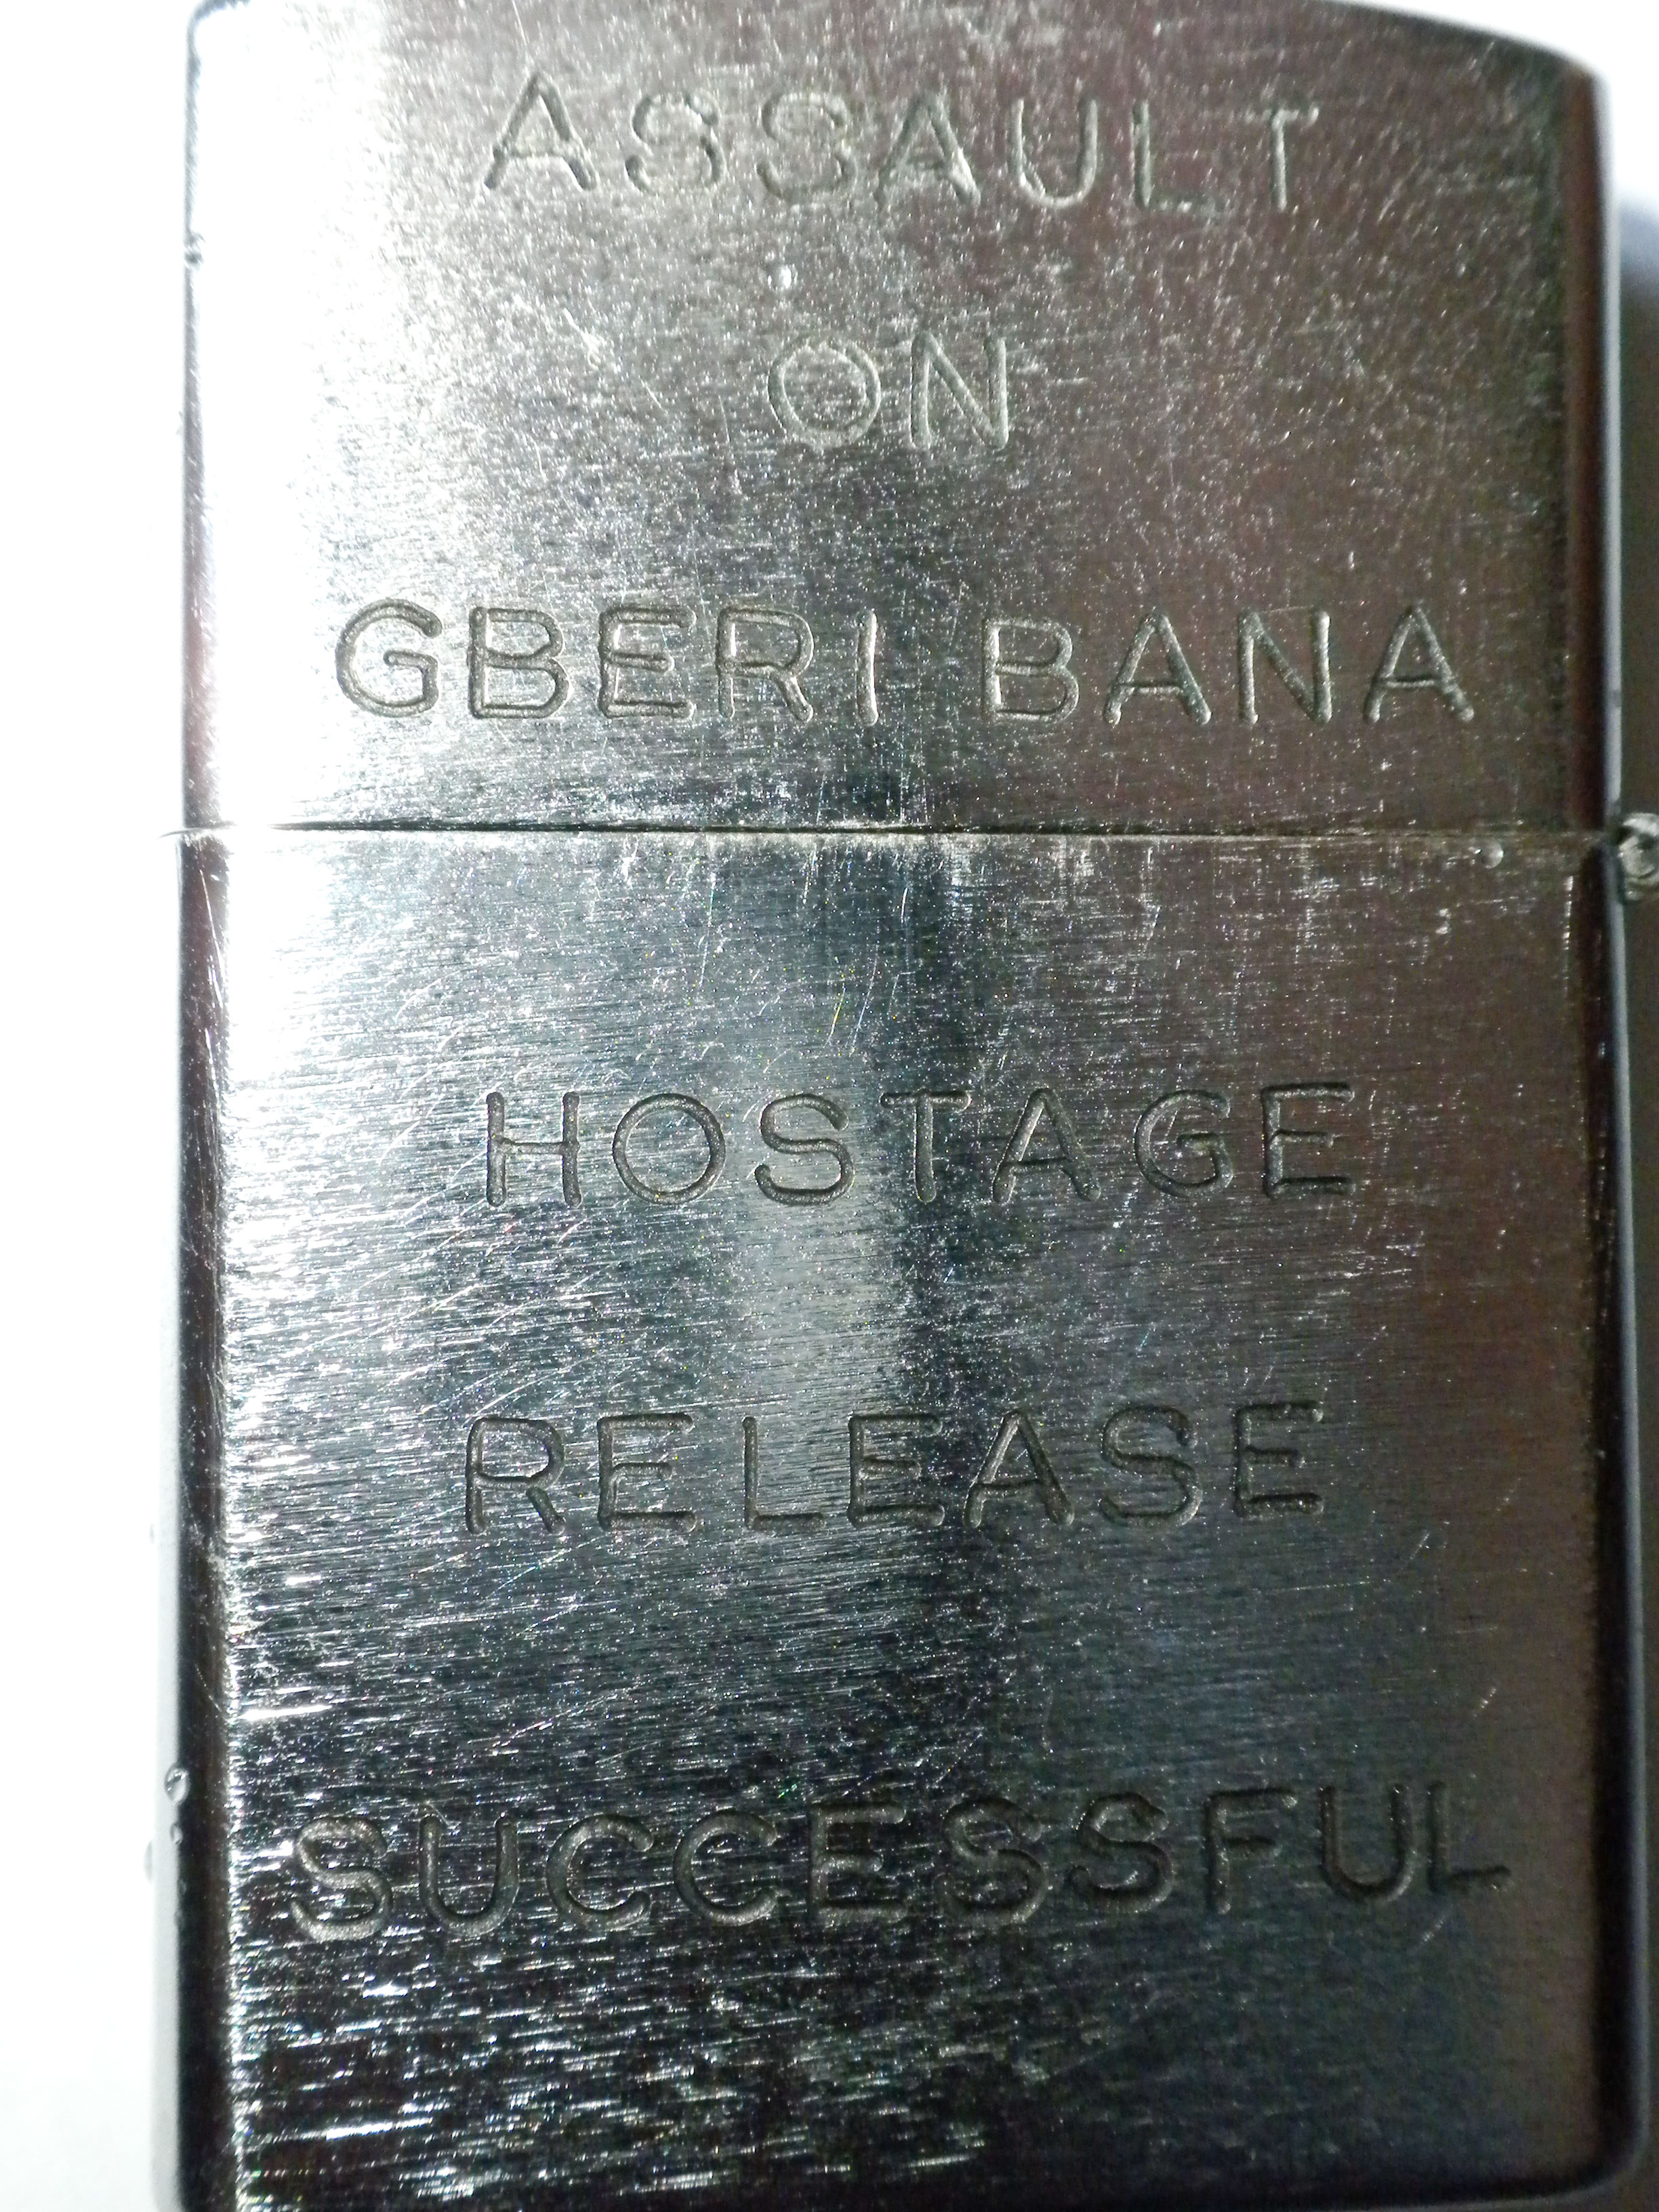 ASSAULT
ON
GBERI BANA
HOSTAGE
RELEASE
SUCCESSFUL